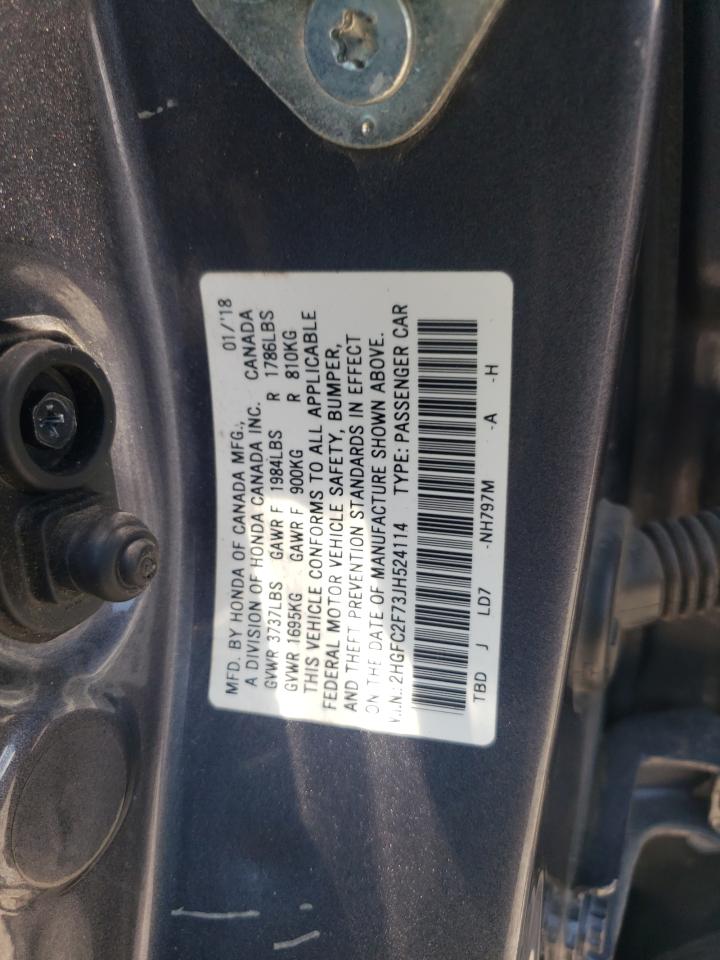 MFD. BY HONDA OF CANADA MFG., 01/'18
A DIVISION OF HONDA CANADA INC. CANADA
GVWR 3737LBS GAWR F 1984LBS R 1786LBS
GVWR 1695KG GAWR F 900KG R 810KG
THIS VEHICLE CONFORMS TO ALL APPLICABLE
FEDERAL MOTOR VEHICLE SAFETY, BUMPER,
AND THEFT PREVENTION STANDARDS IN EFFECT
ON THE DATE OF MANUFACTURE SHOWN ABOVE.
V.I.N.: 2HGFC2F73JH524114 TYPE: PASSENGER CAR
TBD J LD7 -NH797M -A -H